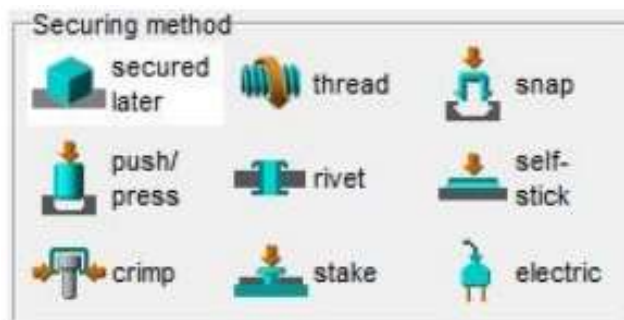 Securing method
secured
later
thread
snap
push/
press
rivet
self-
stick
crimp
stake
electric